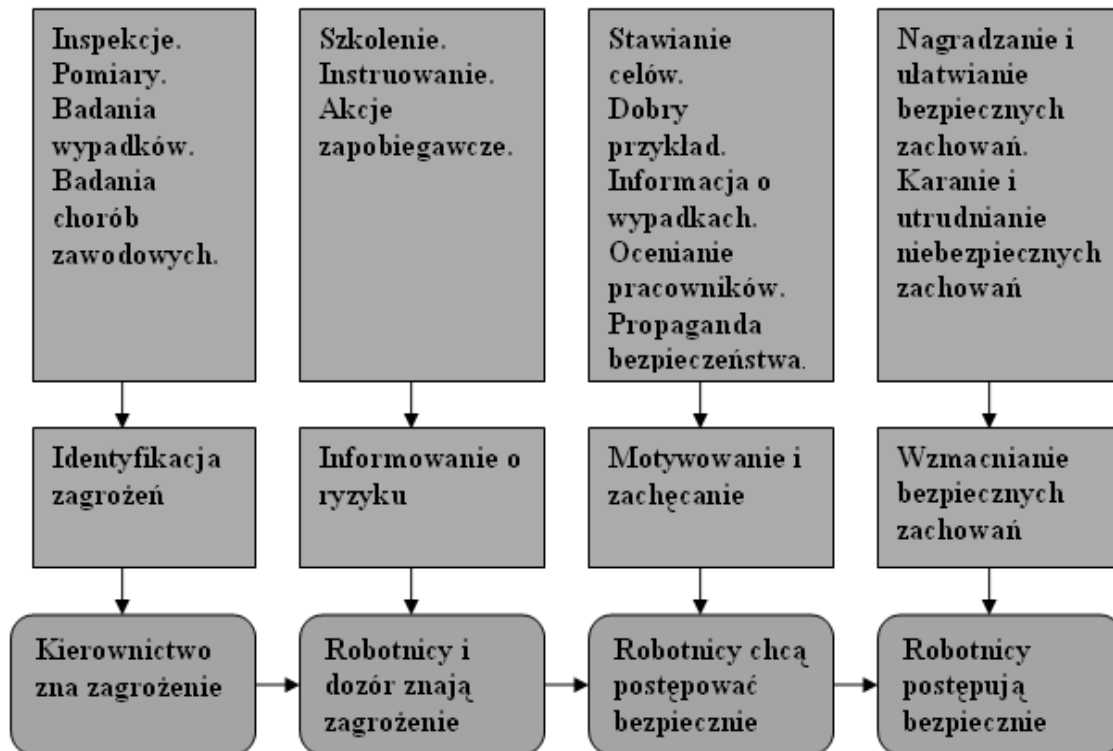 Inspekcje.
Pomiary.
Badania
wypadków.
Badania
chorób
zawodowych.
Szkolenie.
Instruowanie.
Akcje
zapobiegawcze.
Stawianie
celów.
Dobry
przykład.
Informacja o
wypadkach.
Ocenianie
pracowników.
Propaganda
bezpieczeństwa.
Nagradzanie i
ułatwianie
bezpiecznych
zachowań.
Karanie i
utrudnianie
niebezpiecznych
zachowań
Identyfikacja
zagrożeń
Informowanie o
ryzyku
Motywowanie i
zachęcanie
Wzmacnianie
bezpiecznych
zachowań
Kierownictwo
zna zagrożenie
Robotnicy i
dozór znają
zagrożenie
Robotnicy chcą
postępować
bezpiecznie
Robotnicy
postępują
bezpiecznie